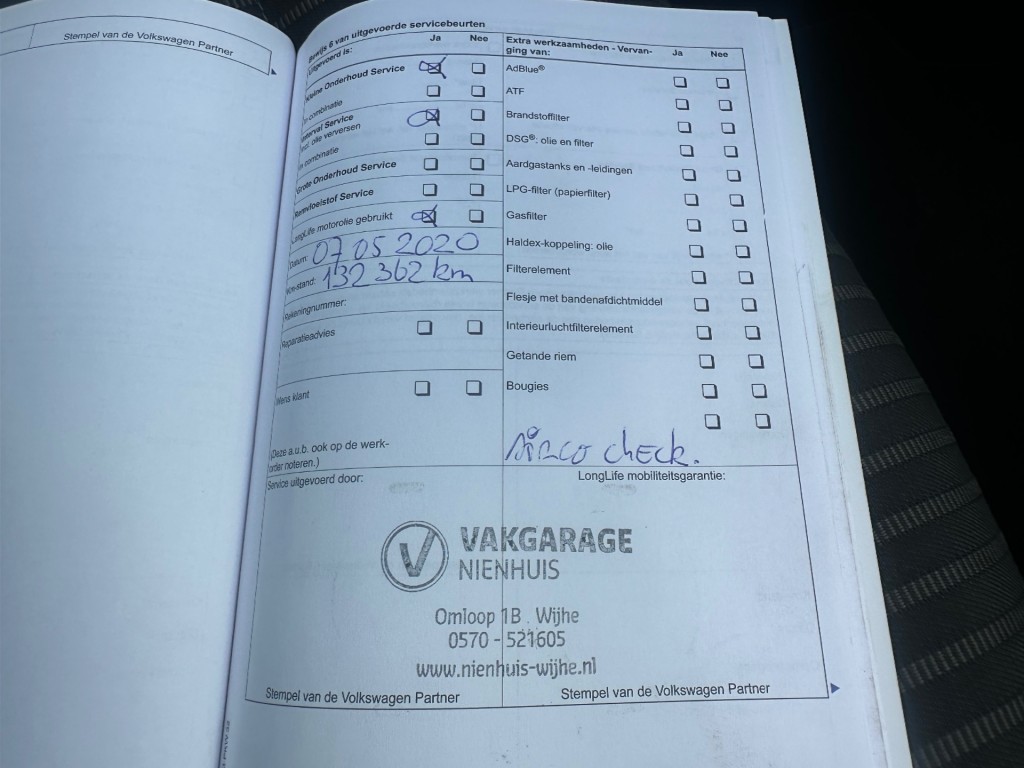 Stempel van de Volkswagen Partner
Bewijs 6 van uitgevoerde servicebeurten
Uitgevoerd is:
Ja
Nee
Kleine Onderhoud Service
In combinatie
Interval Service
incl. olie verversen
In combinatie
Grote Onderhoud Service
Remvloeistof Service
LongLife motorolie gebruikt
Datum: 07 05 2020
km-stand: 132 362 km
Rekeningnummer:
Reparatieadvies
Wens klant
(Deze a.u.b. ook op de werk-
order noteren.)
Extra werkzaamheden - Vervan-
ging van:
Ja
Nee
AdBlue®
ATF
Brandstoffilter
DSG®: olie en filter
Aardgastanks en -leidingen
LPG-filter (papierfilter)
Gasfilter
Haldex-koppeling: olie
Filterelement
Flesje met bandenafdichtmiddel
Interieurluchtfilterelement
Getande riem
Bougies
Airco check.
Service uitgevoerd door:
LongLife mobiliteitsgarantie:
VAKGARAGE
NIENHUIS
Omloop 1B . Wijhe
0570 - 521605
www.nienhuis-wijhe.nl
Stempel van de Volkswagen Partner
Stempel van de Volkswagen Partner